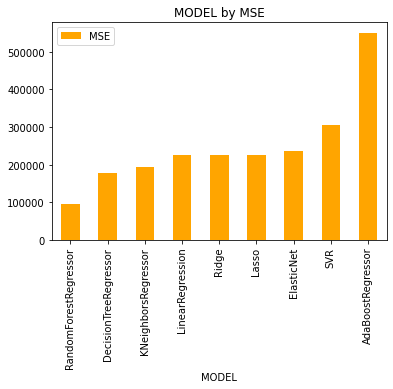 MODEL by MSE
MSE
500000
400000
300000
200000
100000
0
RandomForestRegressor
DecisionTreeRegressor
KNeighborsRegressor
LinearRegression
Ridge
Lasso
ElasticNet
SVR
AdaBoostRegressor
MODEL